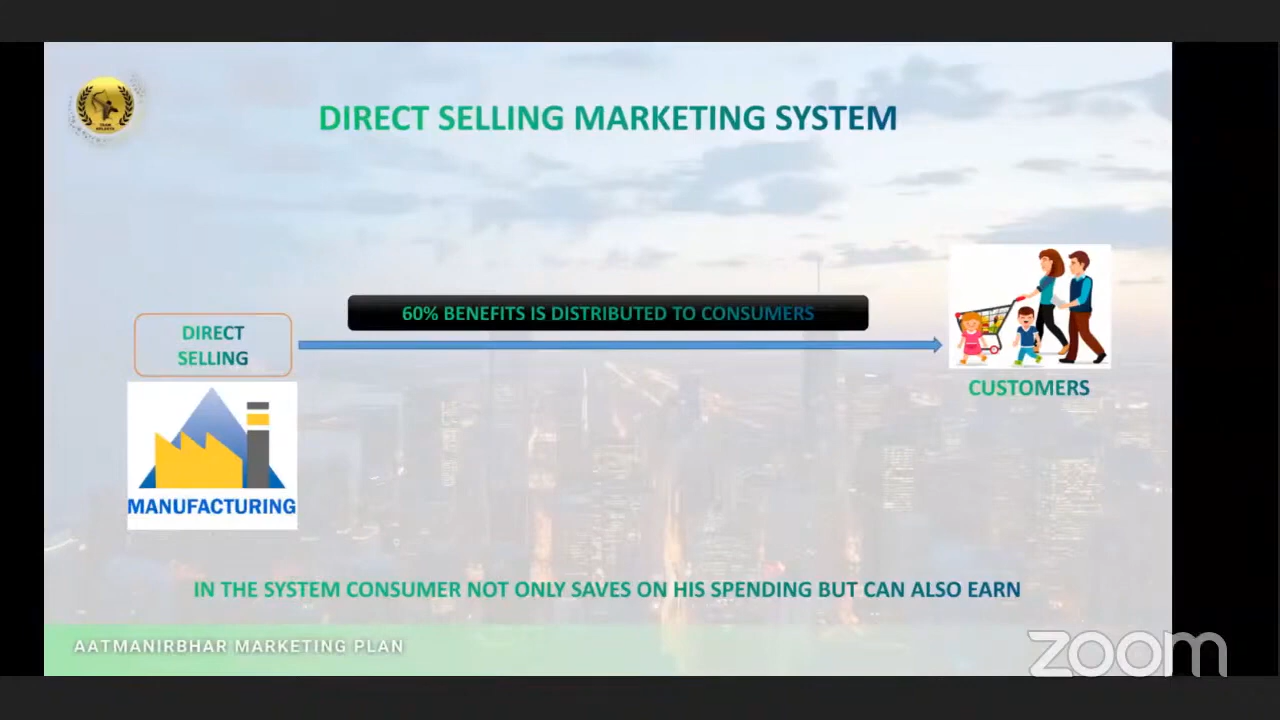 DIRECT SELLING MARKETING SYSTEM
60% BENEFITS IS DISTRIBUTED TO CONSUMERS
DIRECT
SELLING
CUSTOMERS
MANUFACTURING
IN THE SYSTEM CONSUMER NOT ONLY SAVES ON HIS SPENDING BUT CAN ALSO EARN
AATMANIRBHAR MARKETING PLAN
zoom